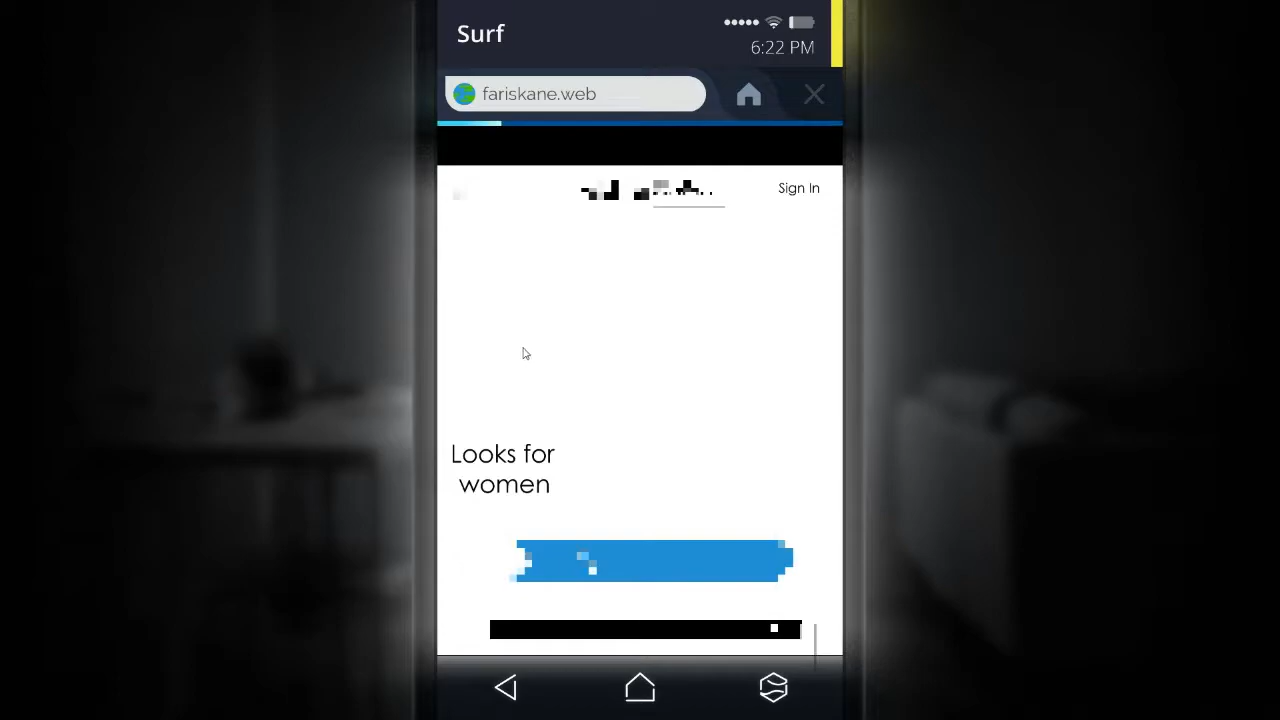 Surf
6:22 PM
fariskane.web
Sign In
Looks for
women